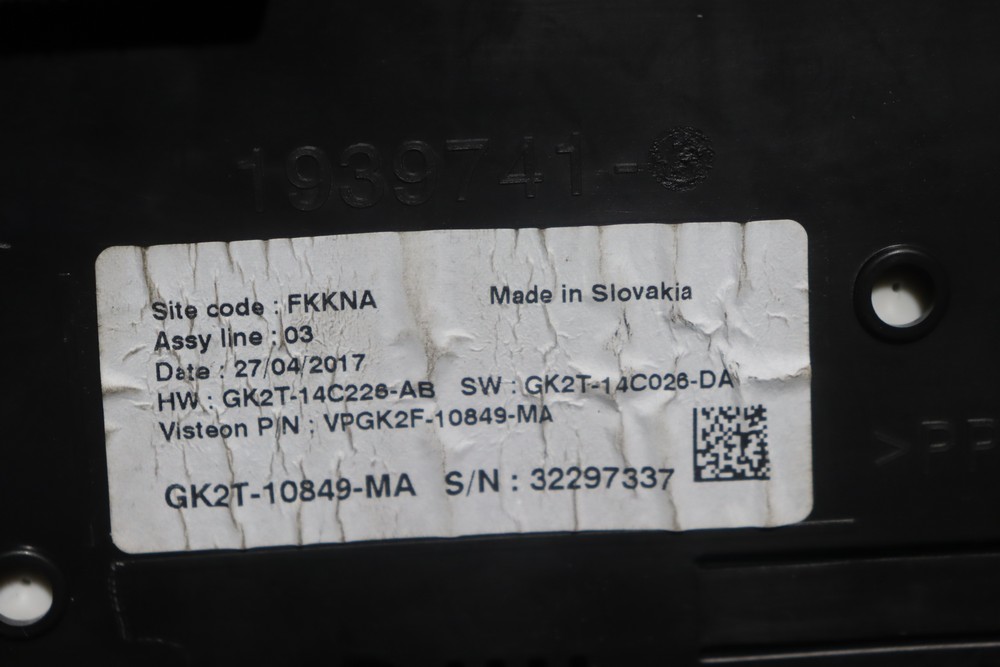 1939741-
Site code : FKKNA Made in Slovakia
Assy line : 03
Date : 27/04/2017
HW : GK2T-14C226-AB SW : GK2T-14C026-DA
Visteon P/N : VPGK2F-10849-MA
GK2T-10849-MA S/N : 32297337
>PP